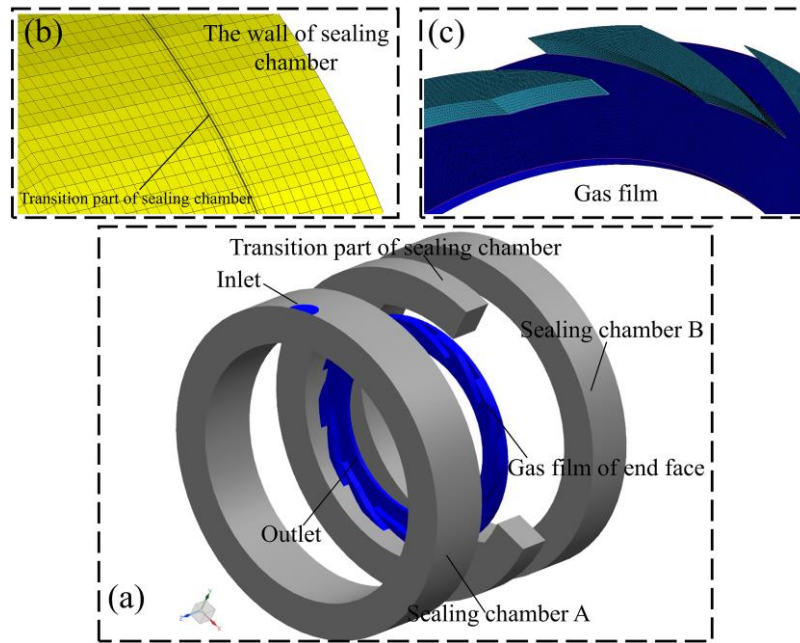 (b)
The wall of sealing
chamber
Transition part of sealing chamber
(c)
Gas film
Transition part of sealing chamber
Inlet
Sealing chamber B
Gas film of end face
Outlet
Sealing chamber A
(a)